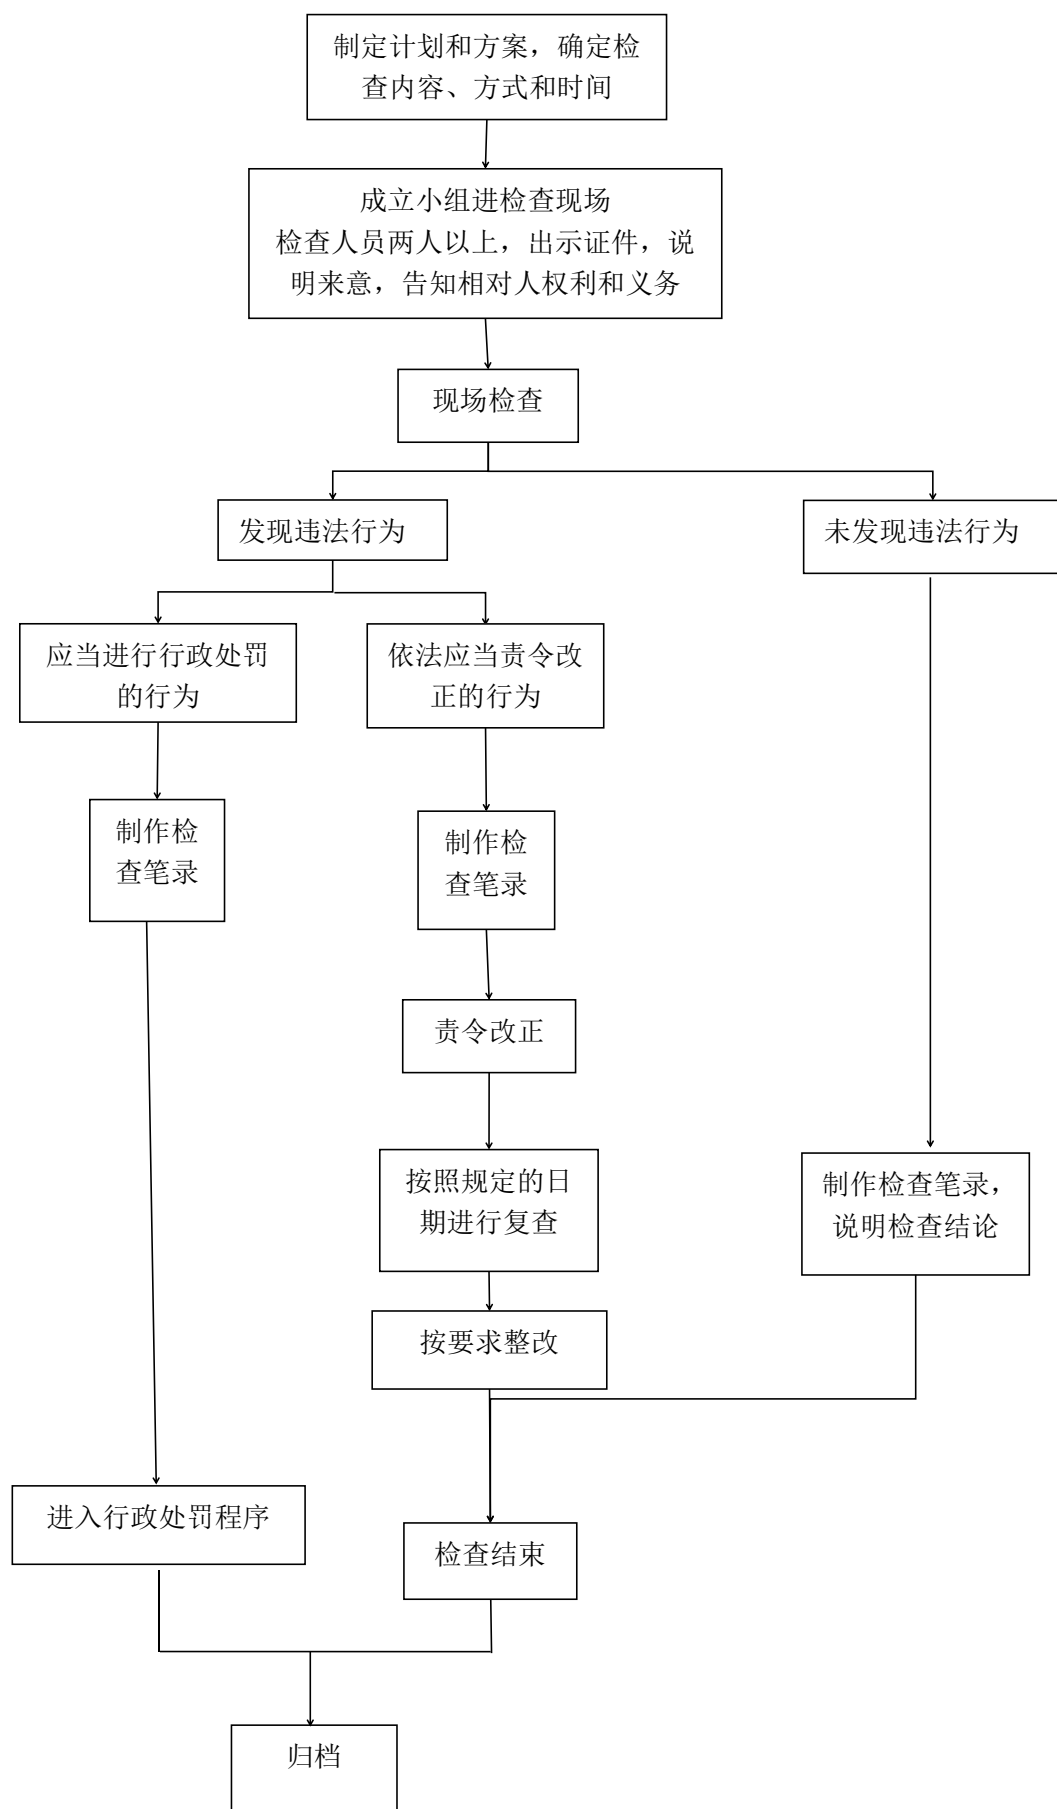 制定计划和方案，确定检
查内容、方式和时间
成立小组进检查现场
检查人员两人以上，出示证件，说
明来意，告知相对人权利和义务
现场检查
发现违法行为
未发现违法行为
应当进行行政处罚
的行为
依法应当责令改
正的行为
制作检
查笔录
制作检
查笔录
责令改正
按照规定的日
期进行复查
制作检查笔录，
说明检查结论
按要求整改
进入行政处罚程序
检查结束
归档